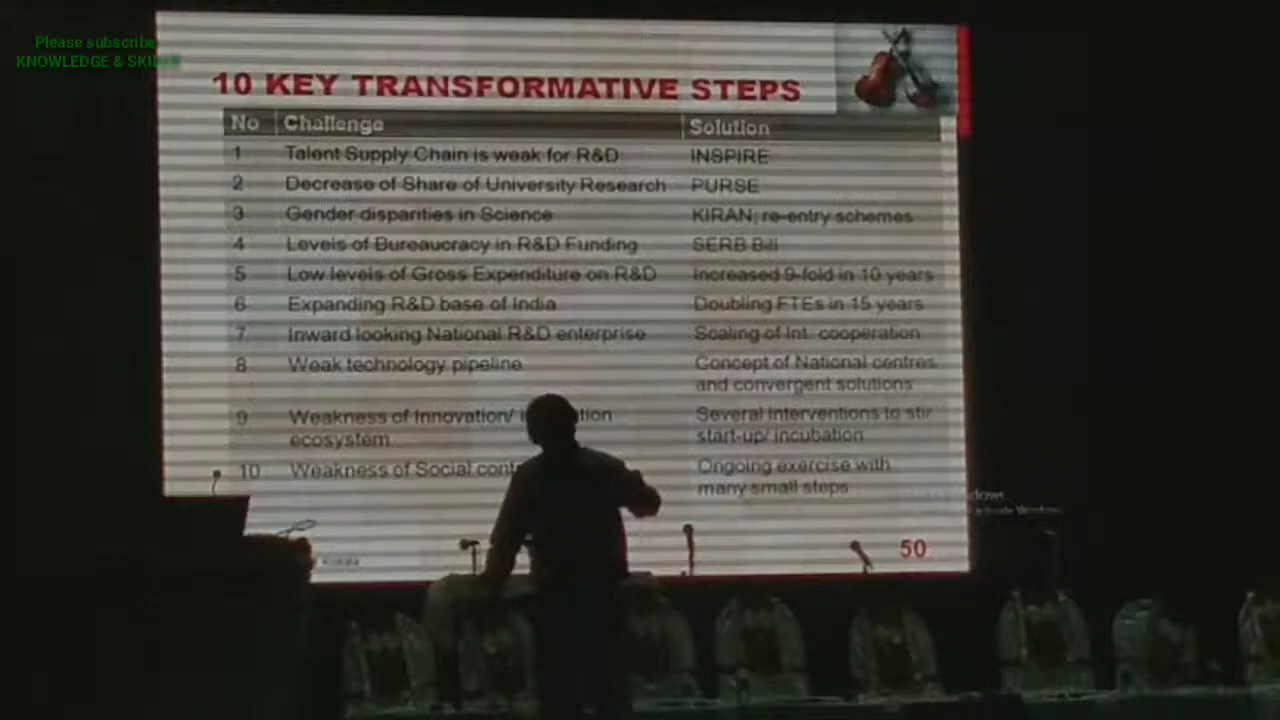 Please subscribe
KNOWLEDGE & SKILLS
10 KEY TRANSFORMATIVE STEPS
No Challenge Solution
1 Talent Supply Chain is weak for R&D INSPIRE
2 Decrease of Share of University Research PURSE
3 Gender disparities in Science KIRAN; re-entry schemes
4 Levels of Bureaucracy in R&D Funding SERB Bill
5 Low levels of Gross Expenditure on R&D Increased 9-fold in 10 years
6 Expanding R&D base of India Doubling FTEs in 15 years
7 Inward looking National R&D enterprise Scaling of Int. cooperation
8 Weak technology pipeline Concept of National centres
and convergent solutions
9 Weakness of Innovation/ Several interventions to stir
ecosystem start-up/ incubation
10 Weakness of Social Ongoing exercise with
many small steps
50